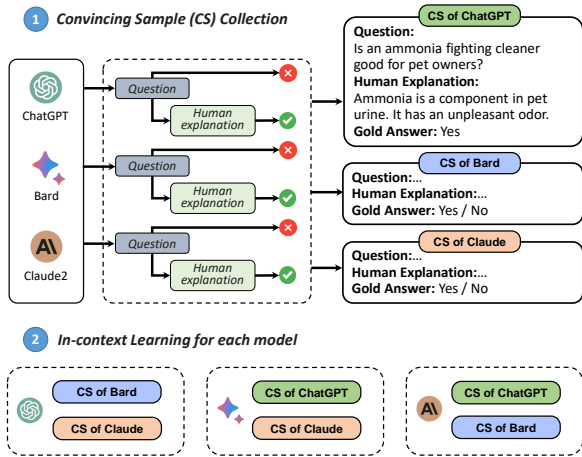 1 Convincing Sample (CS) Collection
ChatGPT
Bard
Claude2
Question
Human
explanation
Question
Human
explanation
Question
Human
explanation
CS of ChatGPT
Question:
Is an ammonia fighting cleaner
good for pet owners?
Human Explanation:
Ammonia is a component in pet
urine. It has an unpleasant odor.
Gold Answer: Yes
CS of Bard
Question:...
Human Explanation:...
Gold Answer: Yes / No
CS of Claude
Question:...
Human Explanation:...
Gold Answer: Yes / No
2 In-context Learning for each model
CS of Bard
CS of Claude
CS of ChatGPT
CS of Claude
CS of ChatGPT
CS of Bard